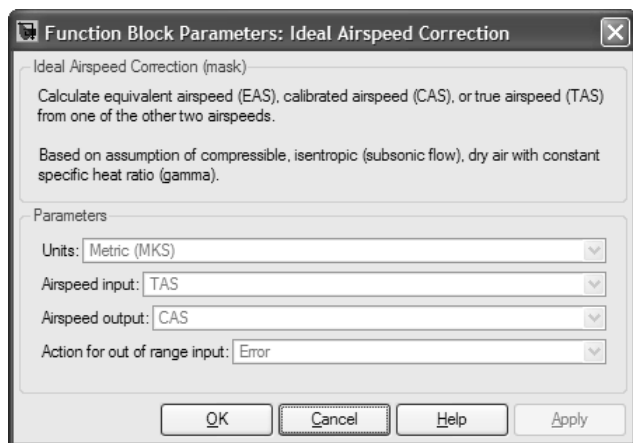 Function Block Parameters: Ideal Airspeed Correction
Ideal Airspeed Correction (mask)
Calculate equivalent airspeed (EAS), calibrated airspeed (CAS), or true airspeed (TAS)
from one of the other two airspeeds.
Based on assumption of compressible, isentropic (subsonic flow), dry air with constant
specific heat ratio (gamma).
Parameters
Units: Metric (MKS)
Airspeed input: TAS
Airspeed output: CAS
Action for out of range input: Error
OK Cancel Help Apply